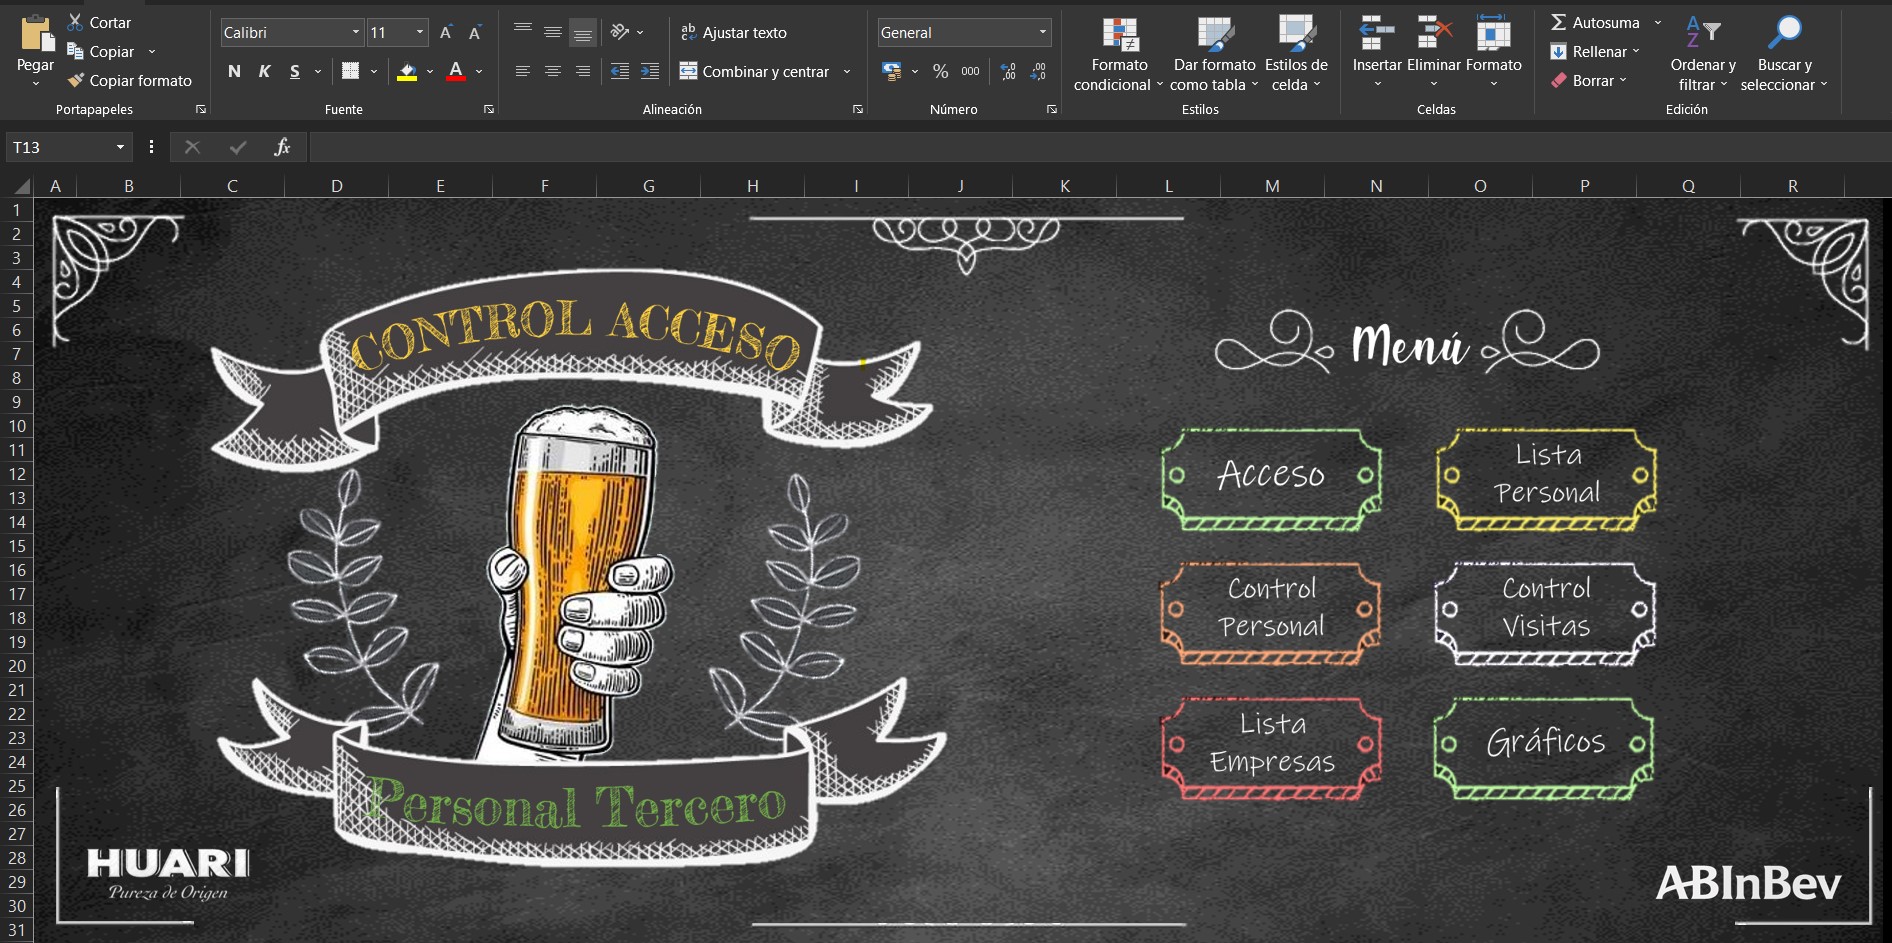 Pegar
Cortar
Copiar
Copiar formato
Portapapeles
Calibri
11
A A
N K S
A
Fuente
ab
c
Ajustar texto
Combinar y centrar
Alineación
General
% 000
,00
,0
,00
Número
Formato
condicional
Dar formato
como tabla
Estilos de
celda
Estilos
Insertar
Eliminar
Formato
Celdas
Σ Autosuma
Rellenar
Borrar
A
Z
Ordenar y
filtrar
Buscar y
seleccionar
Edición
T13
fx
A B C D E F G H I J K L M N O P Q R
1
2
3
4
5
6
7
8
9
10
11
12
13
14
15
16
17
18
19
20
21
22
23
24
25
26
27
28
29
30
31
CONTROL ACCESO
Personal Tercero
HUARI
Pureza de Origen
Menú
Acceso
Lista
Personal
Control
Personal
Control
Visitas
Lista
Empresas
Gráficos
ABInBev